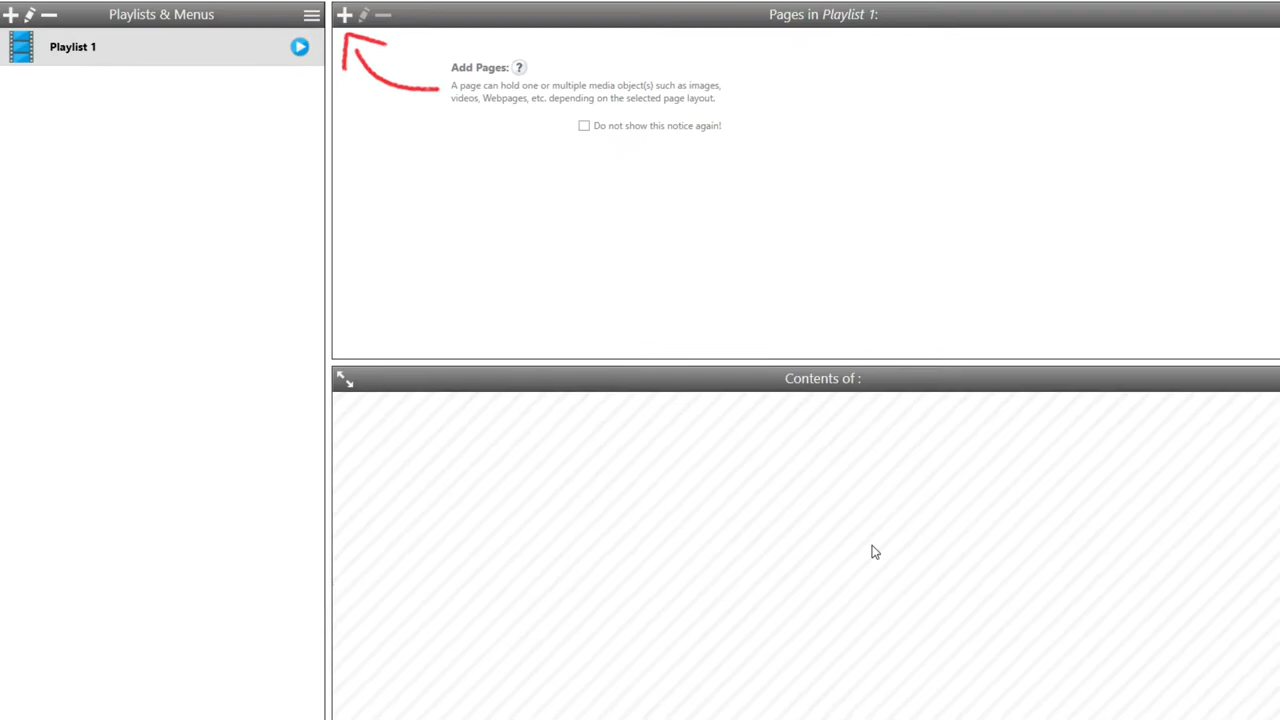 Playlists & Menus
Playlist 1
Pages in Playlist 1:
Add Pages: ?
A page can hold one or multiple media object(s) such as images,
videos, Webpages, etc. depending on the selected page layout.
Do not show this notice again!
Contents of :